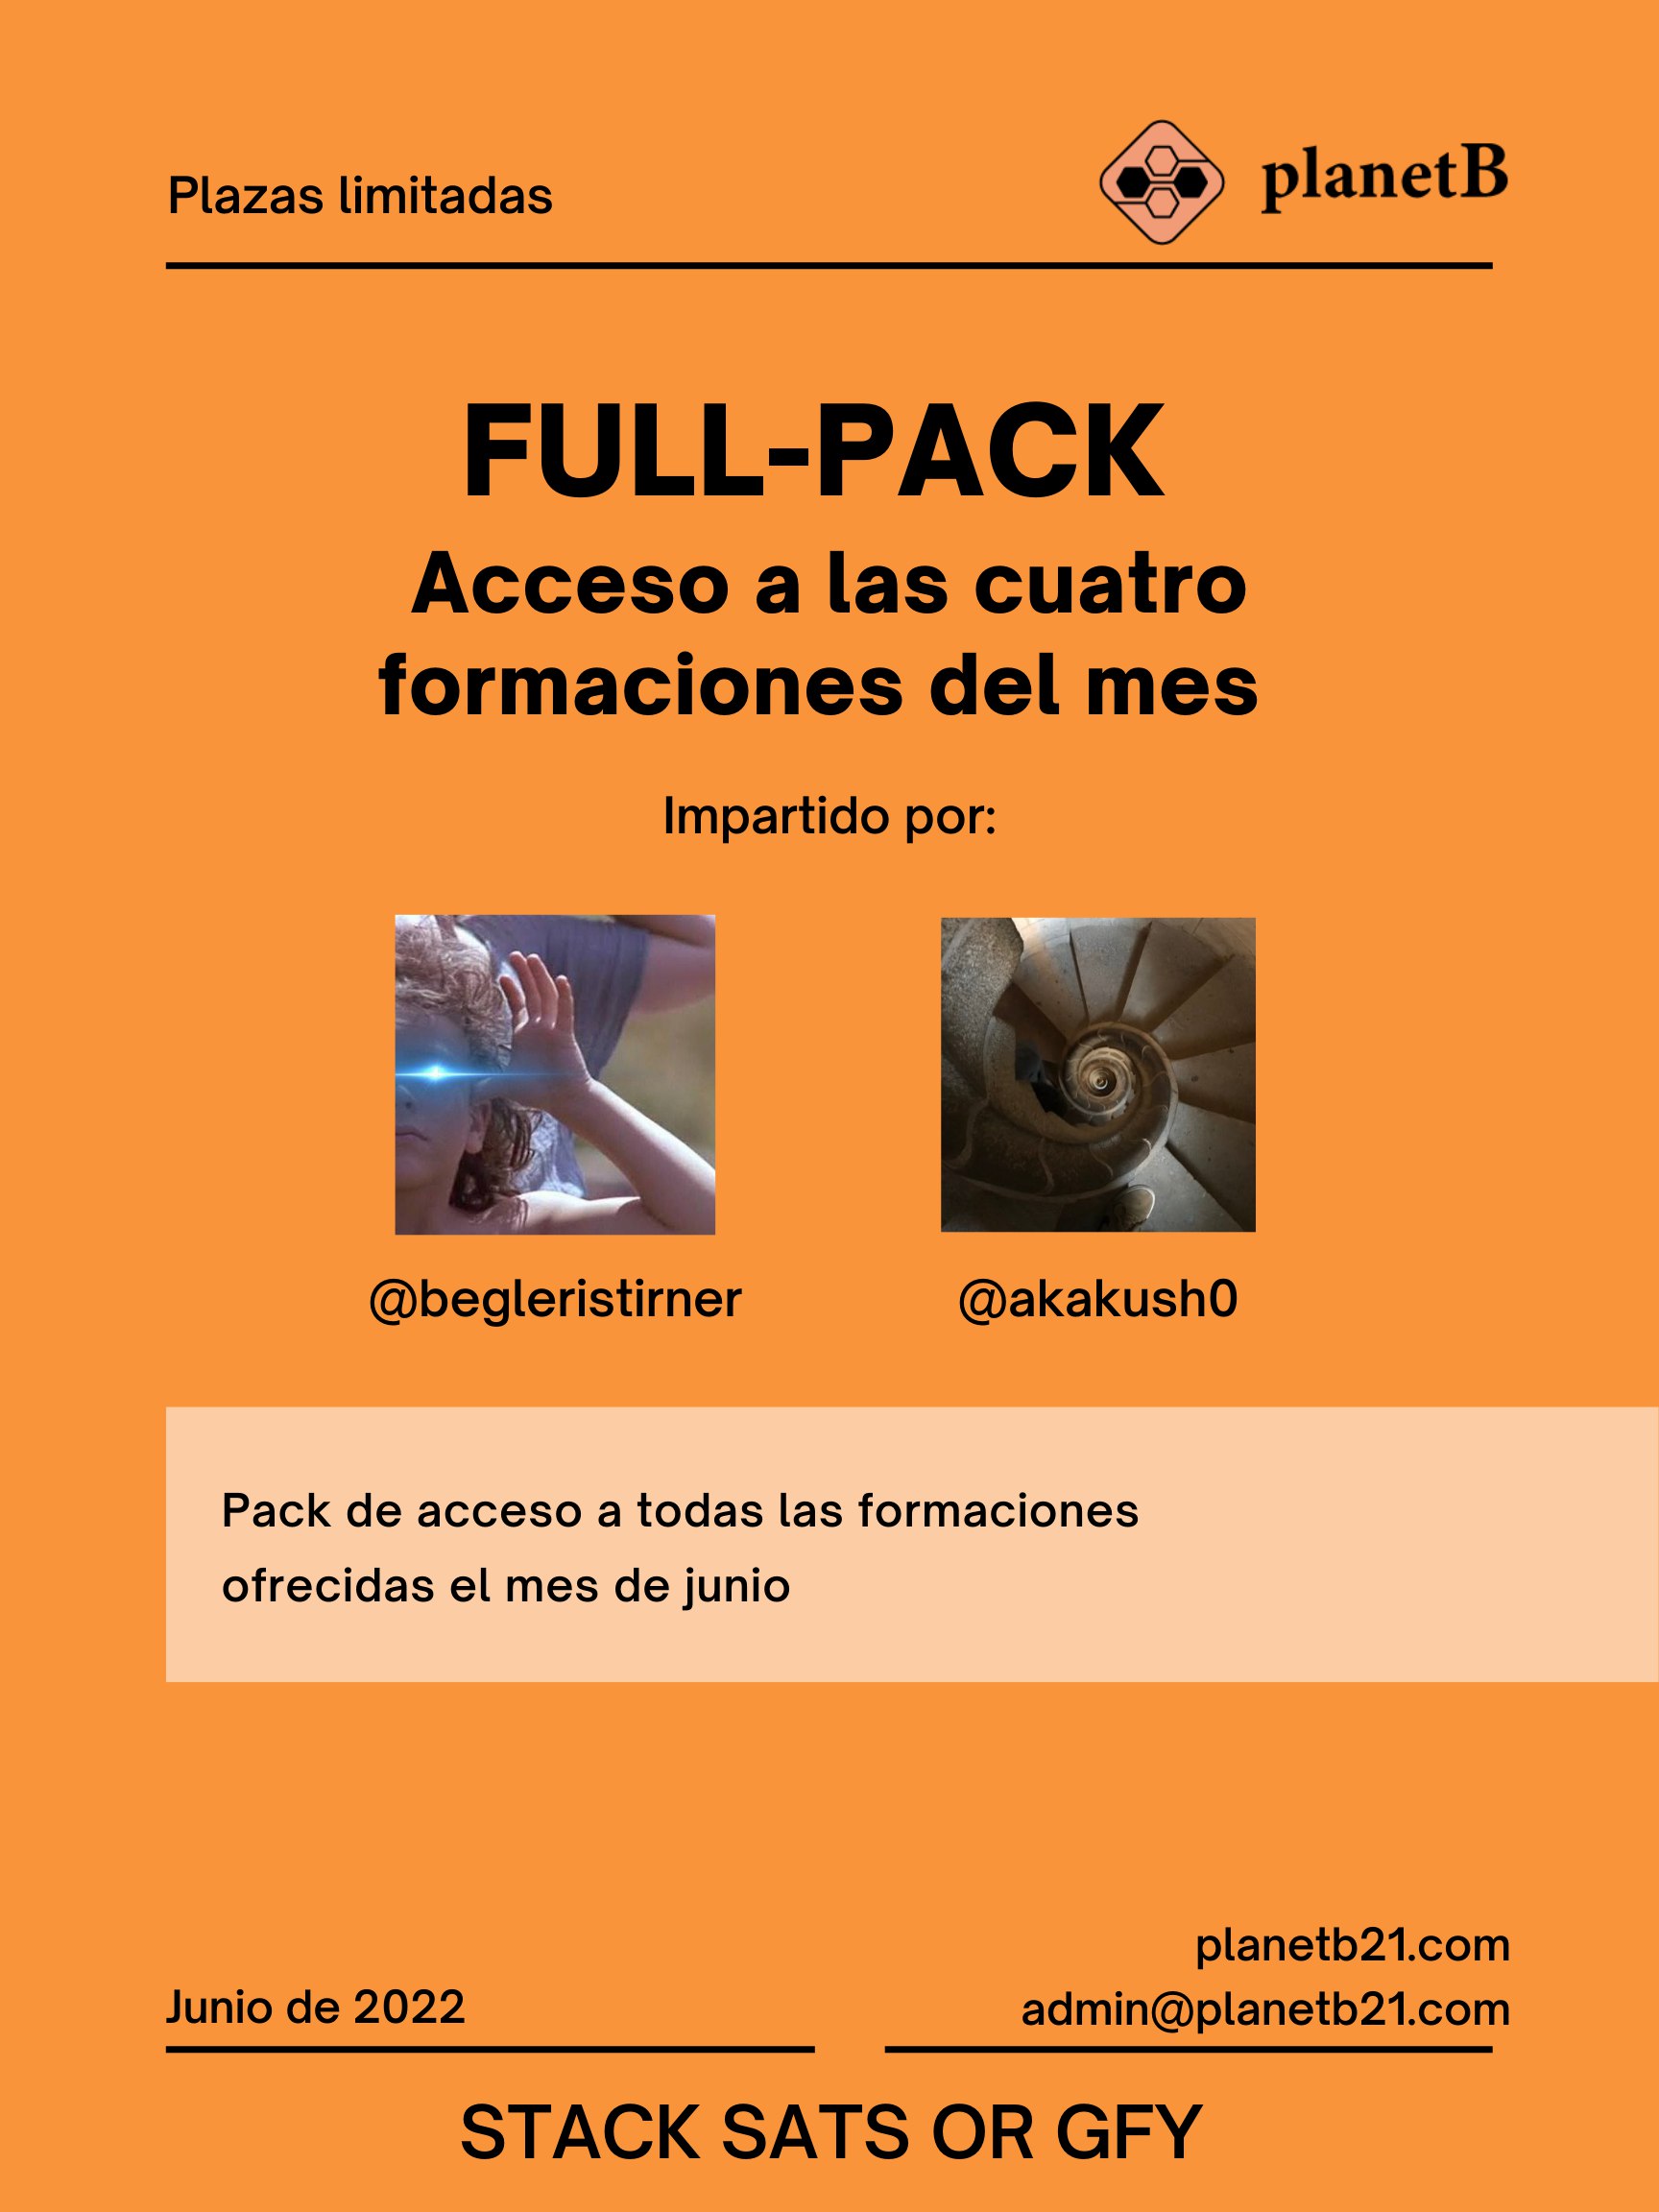 Plazas limitadas
planetB
FULL-PACK
Acceso a las cuatro
formaciones del mes
Impartido por:
@begleristirner
@akakush0
Pack de acceso a todas las formaciones
ofrecidas el mes de junio
planetb21.com
Junio de 2022
admin@planetb21.com
STACK SATS OR GFY